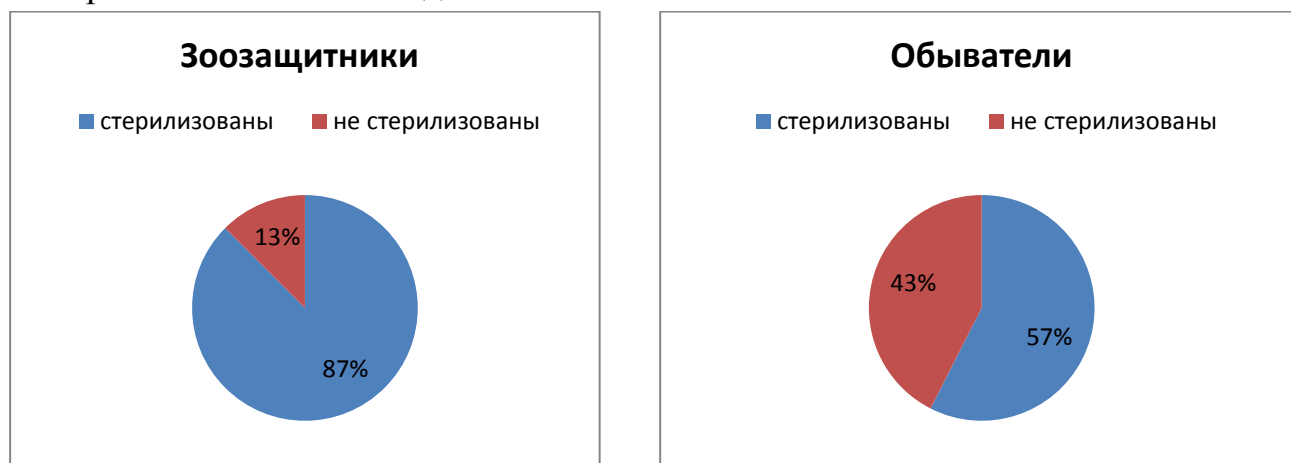 Зоозащитники
стерилизованы не стерилизованы
13%
87%
Обыватели
стерилизованы не стерилизованы
43%
57%